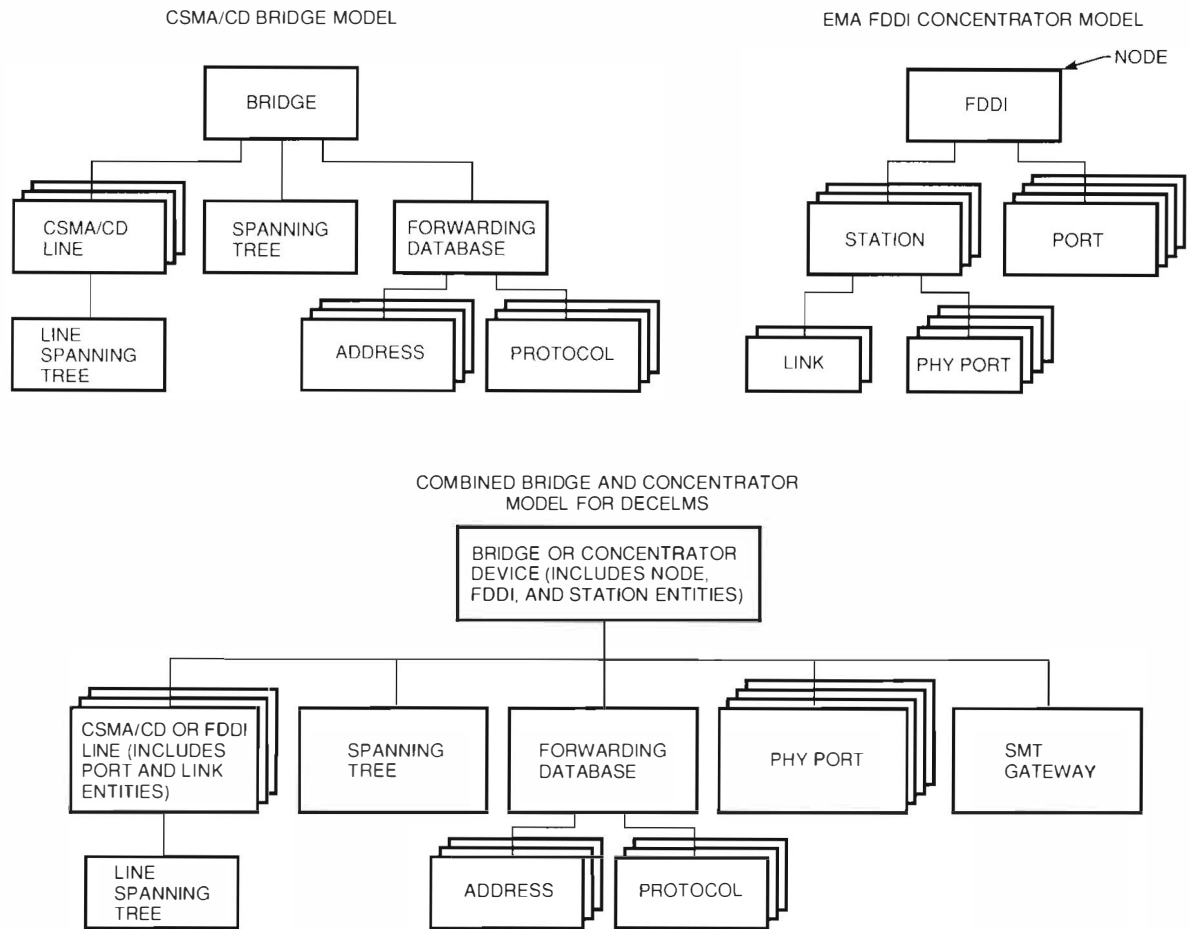 CSMA/CD BRIDGE MODEL
BRIDGE
CSMA/CD
LINE
SPANNING
TREE
FORWARDING
DATABASE
LINE
SPANNING
TREE
ADDRESS
PROTOCOL
EMA FDDI CONCENTRATOR MODEL
NODE
FDDI
STATION
PORT
LINK
PHY PORT
COMBINED BRIDGE AND CONCENTRATOR
MODEL FOR DECELMS
BRIDGE OR CONCENTRATOR
DEVICE (INCLUDES NODE,
FDDI, AND STATION ENTITIES)
CSMA/CD OR FDDI
LINE (INCLUDES
PORT AND LINK
ENTITIES)
SPANNING
TREE
FORWARDING
DATABASE
PHY PORT
SMT
GATEWAY
LINE
SPANNING
TREE
ADDRESS
PROTOCOL